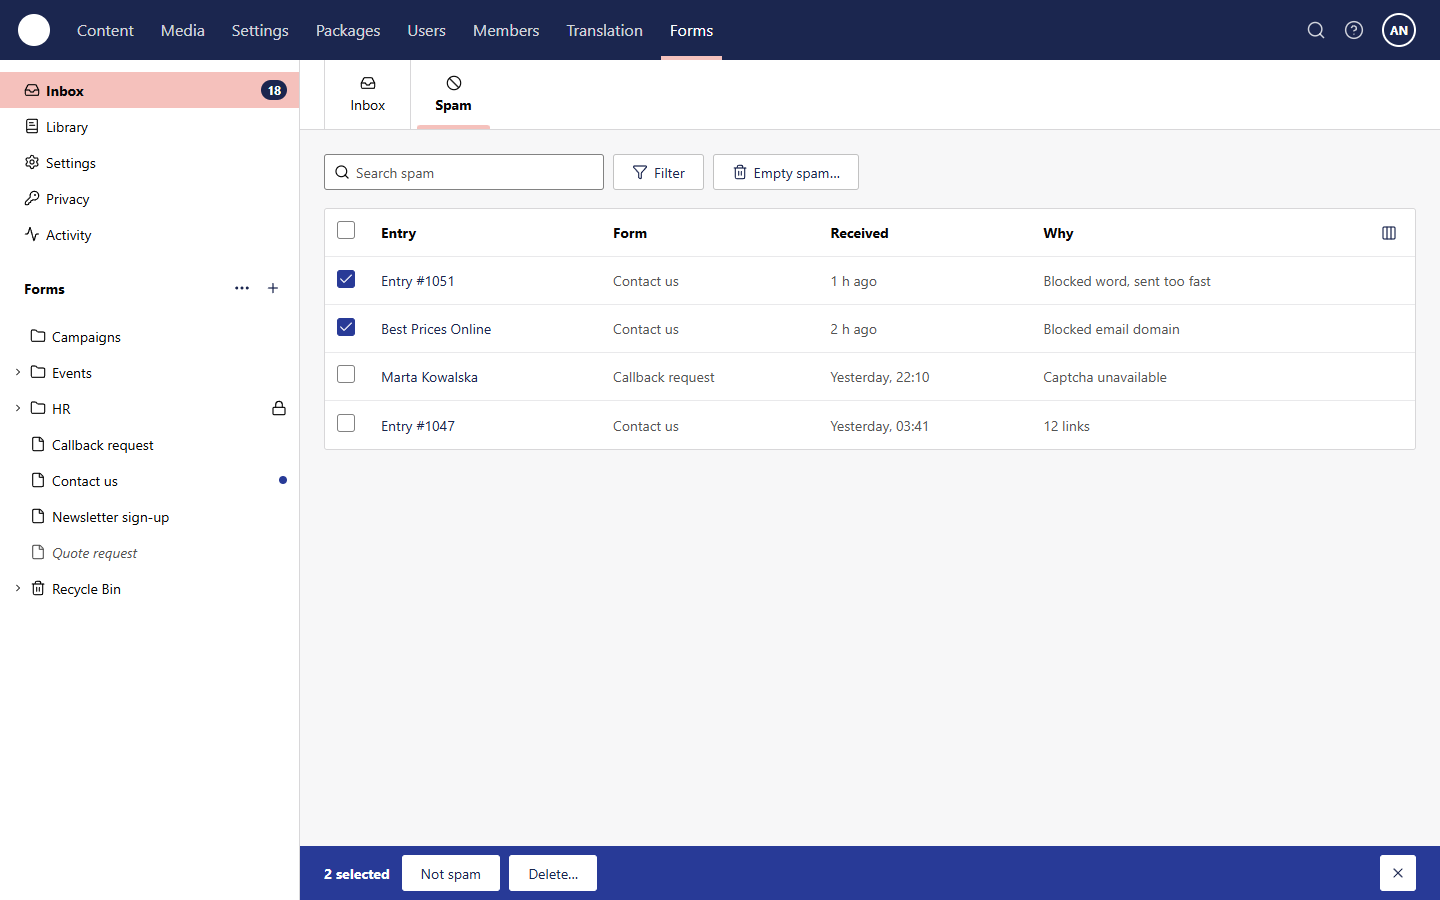 Content Media Settings Packages Users Members Translation Forms AN
Inbox 18
Library
Settings
Privacy
Activity
Forms
Campaigns
Events
HR
Callback request
Contact us
Newsletter sign-up
Quote request
Recycle Bin
Inbox Spam
Search spam Filter Empty spam...
Entry Form Received Why
Entry #1051 Contact us 1 h ago Blocked word, sent too fast
Best Prices Online Contact us 2 h ago Blocked email domain
Marta Kowalska Callback request Yesterday, 22:10 Captcha unavailable
Entry #1047 Contact us Yesterday, 03:41 12 links
2 selected Not spam Delete...